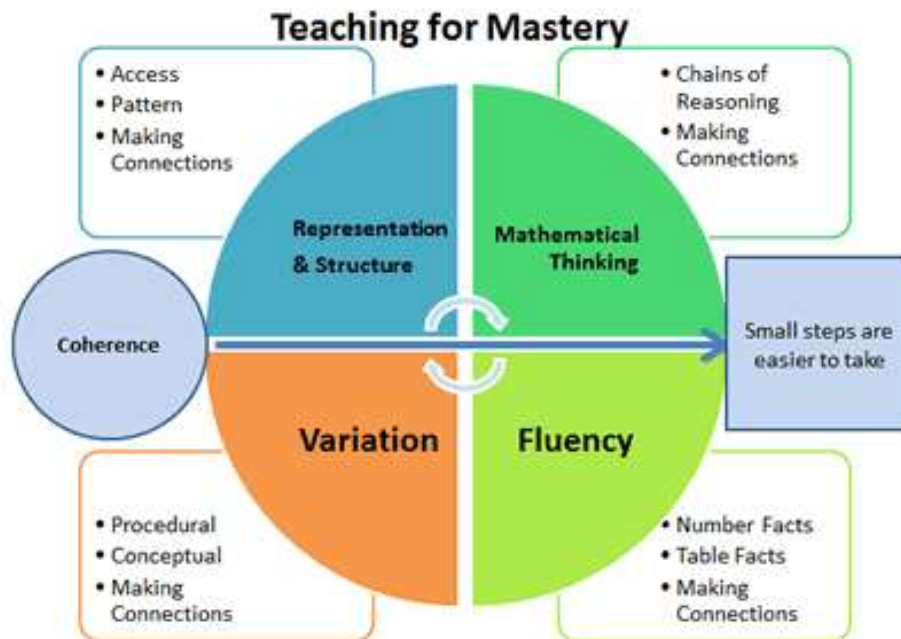 Teaching for Mastery
• Access
• Pattern
• Making
Connections
• Chains of
Reasoning
• Making
Connections
Representation
& Structure
Mathematical
Thinking
Coherence
Small steps are
easier to take
Variation
Fluency
• Procedural
• Conceptual
• Making
Connections
• Number Facts
• Table Facts
• Making
Connections